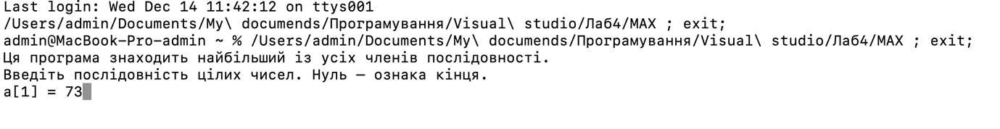 Last login: Wed Dec 14 11:42:12 on ttys001
/Users/admin/Documents/My\ documends/Програмування/Visual\ studio/Лаб4/MAX ; exit;
admin@MacBook-Pro-admin ~ % /Users/admin/Documents/My\ documends/Програмування/Visual\ studio/Лаб4/MAX ; exit;
Ця програма знаходить найбільший із усіх членів послідовності.
Введіть послідовність цілих чисел. Нуль – ознака кінця.
a[1] = 73